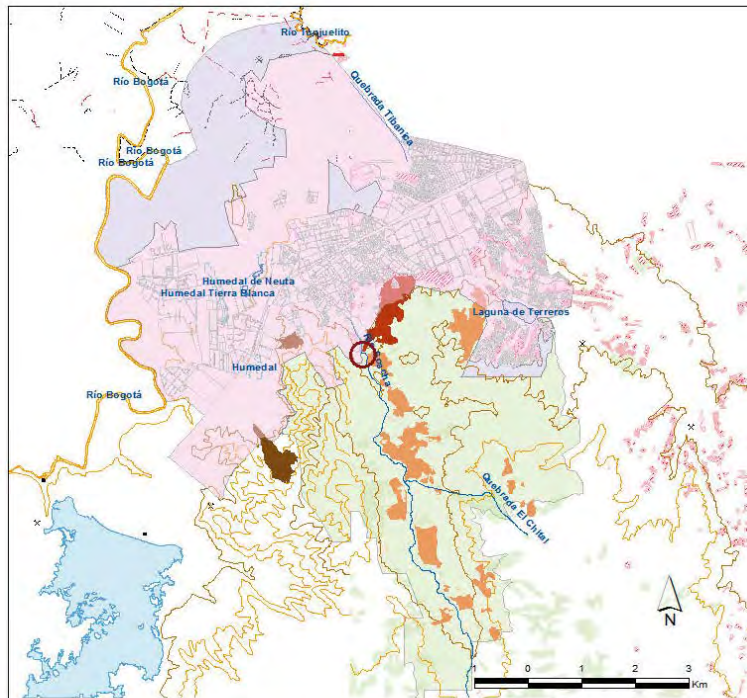 Río Tunjuelito
Río Bogotá
Quebrada Tibanica
Río Bogotá
Río Bogotá
Humedal de Neuta
Humedal Tierra Blanca
Laguna de Terreros
Humedal
Río Bogotá
Quebrada El Chital
N
1 0 1 2 3
Km